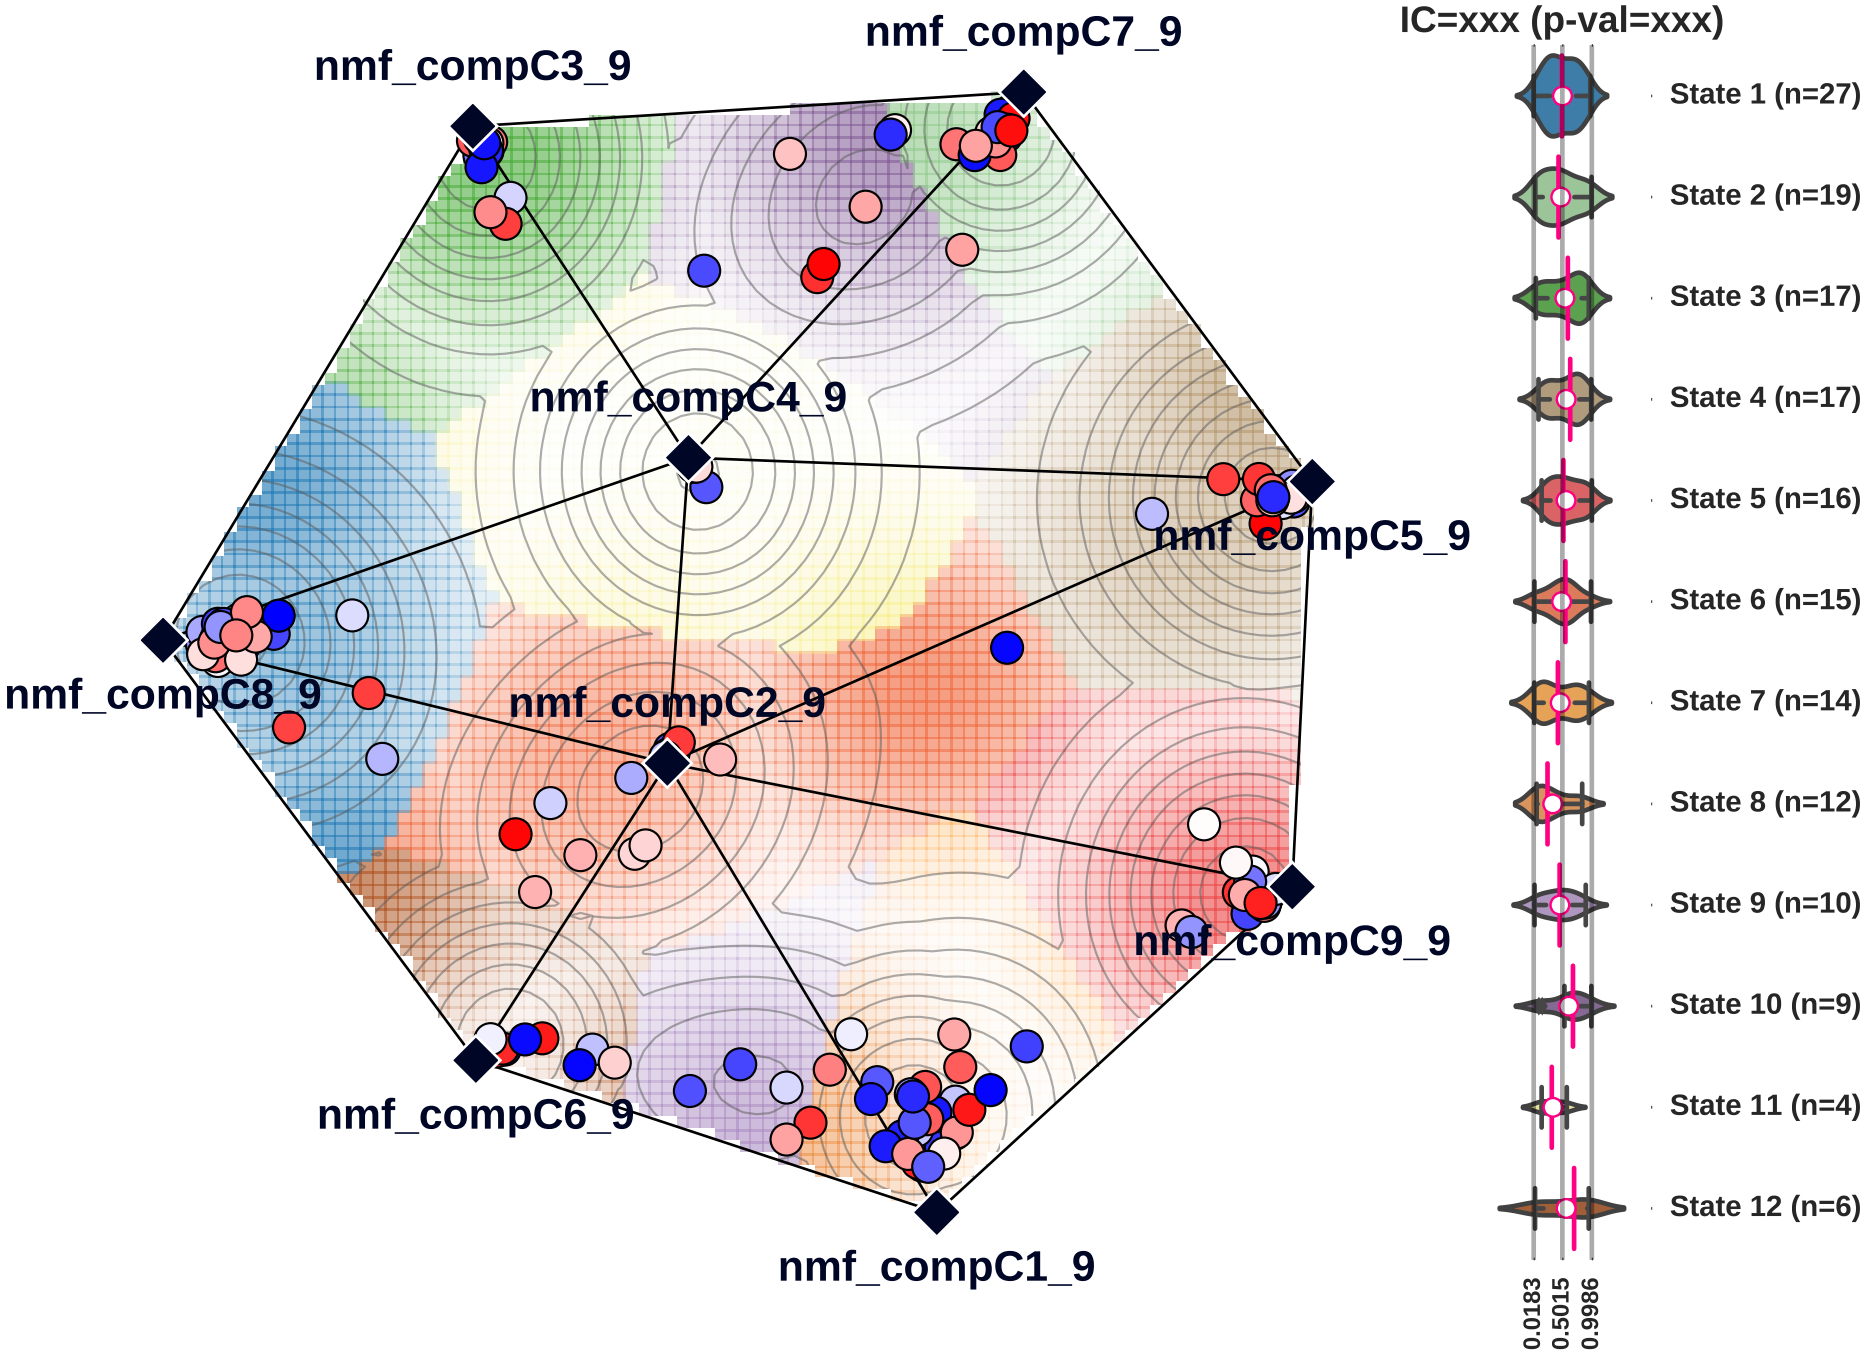 IC=xxx (p-val=xxx)
nmf_compC7_9
nmf_compC3_9
nmf_compC4_9
nmf_compC5_9
nmf_compC8_9
nmf_compC2_9
nmf_compC9_9
nmf_compC6_9
nmf_compC1_9
State 1 (n=27)
State 2 (n=19)
State 3 (n=17)
State 4 (n=17)
State 5 (n=16)
State 6 (n=15)
State 7 (n=14)
State 8 (n=12)
State 9 (n=10)
State 10 (n=9)
State 11 (n=4)
State 12 (n=6)
0.0183
0.5015
0.9986